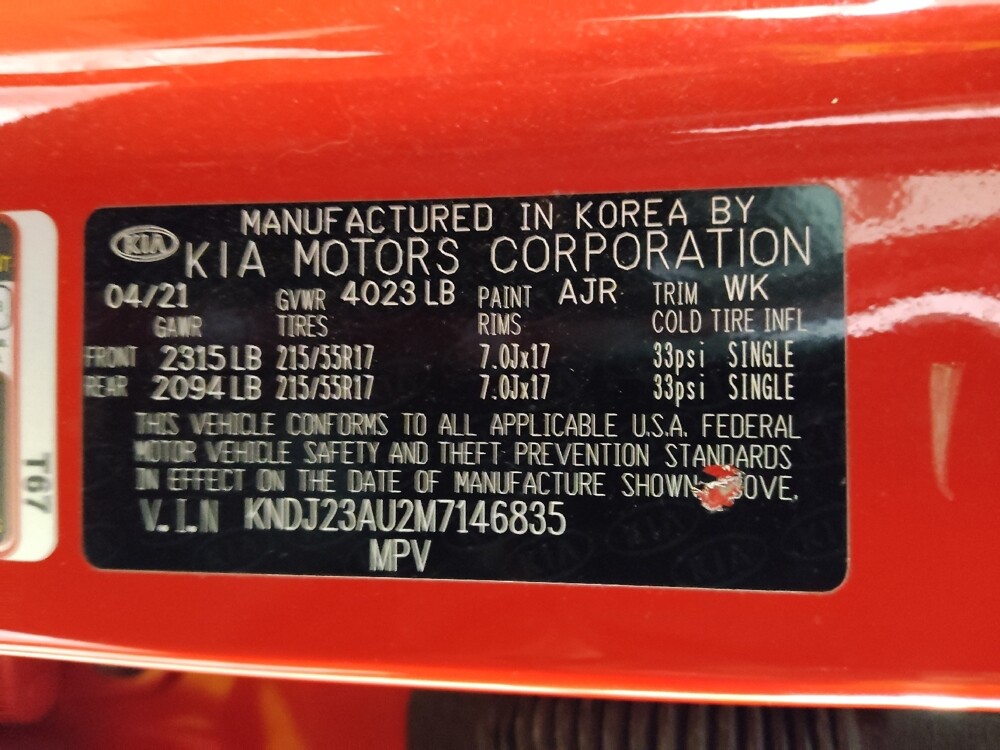 MANUFACTURED IN KOREA BY
KIA
KIA MOTORS CORPORATION
04/21 GVWR 4023 LB PAINT AJR TRIM WK
GAWR TIRES RIMS COLD TIRE INFL
FRONT 2315 LB 215/55R17 7.0Jx17 33psi SINGLE
REAR 2094 LB 215/55R17 7.0Jx17 33psi SINGLE
THIS VEHICLE CONFORMS TO ALL APPLICABLE U.S.A. FEDERAL
MOTOR VEHICLE SAFETY AND THEFT PREVENTION STANDARDS
IN EFFECT ON THE DATE OF MANUFACTURE SHOWN
V.I.N KNDJ23AU2M7146835
MPV
T67